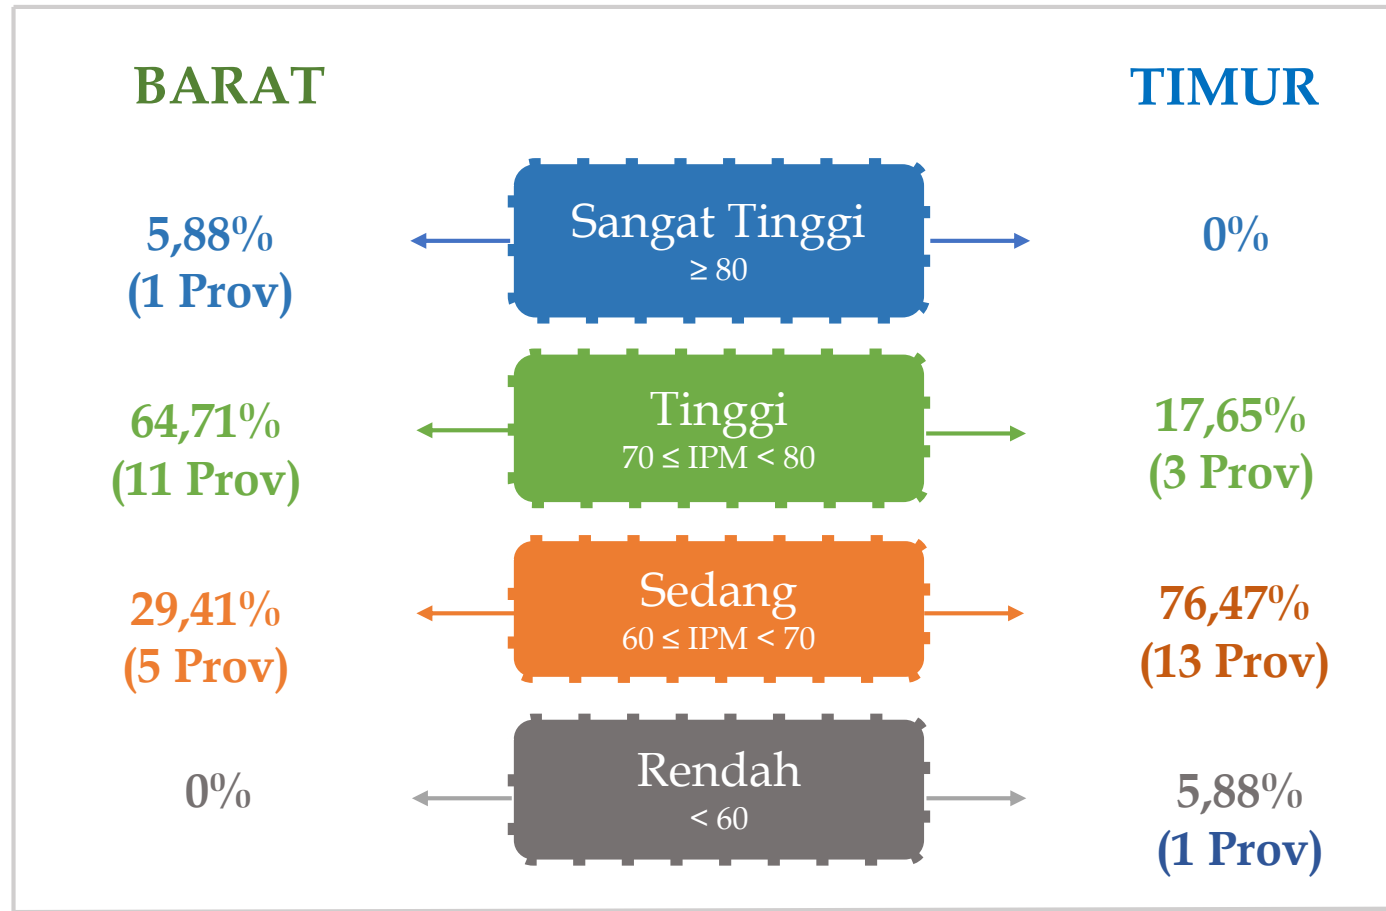 BARAT
TIMUR
5,88%
(1 Prov)
Sangat Tinggi
≥ 80
0%
64,71%
(11 Prov)
Tinggi
70 ≤ IPM < 80
17,65%
(3 Prov)
29,41%
(5 Prov)
Sedang
60 ≤ IPM < 70
76,47%
(13 Prov)
0%
Rendah
< 60
5,88%
(1 Prov)